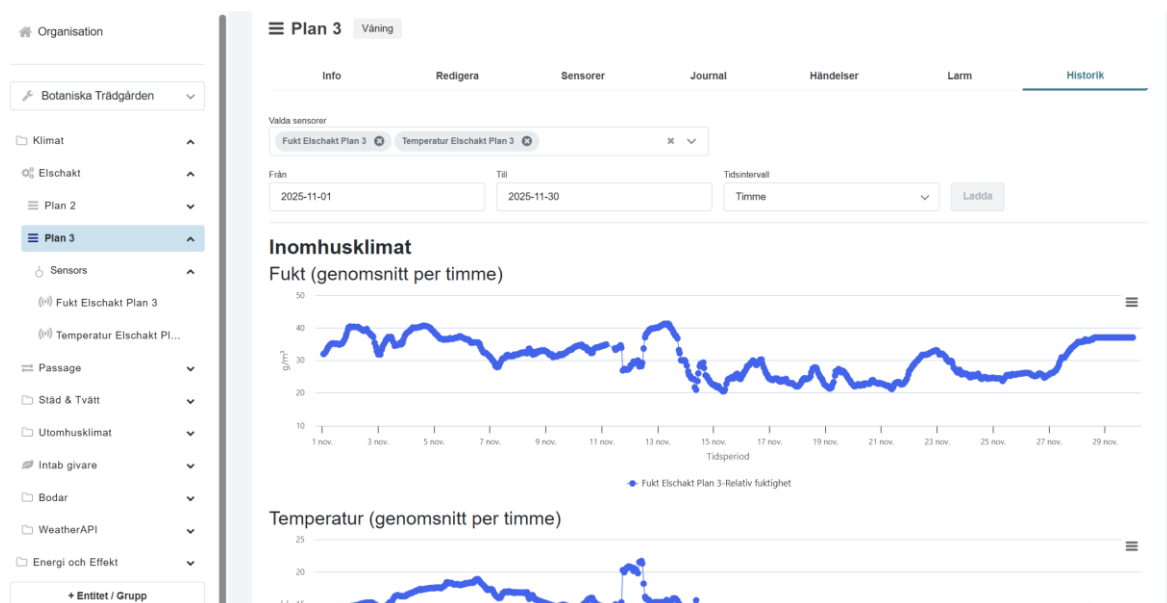 Organisation
Botaniska Trädgården
Klimat
Elschakt
Plan 2
Plan 3
Sensors
Fukt Elschakt Plan 3
Temperatur Elschakt Pl...
Passage
Städ & Tvätt
Utomhusklimat
Intab givare
Bodar
WeatherAPI
Energi och Effekt
+ Entitet / Grupp
Plan 3 Våning
Info Redigera Sensorer Journal Händelser Larm Historik
Valda sensorer
Fukt Elschakt Plan 3 Temperatur Elschakt Plan 3
Från Till Tidsintervall
2025-11-01 2025-11-30 Timme Ladda
Inomhusklimat
Fukt (genomsnitt per timme)
50
40
30
20
10
g/m³
1 nov. 3 nov. 5 nov. 7 nov. 9 nov. 11 nov. 13 nov. 15 nov. 17 nov. 19 nov. 21 nov. 23 nov. 25 nov. 27 nov. 29 nov.
Tidsperiod
Fukt Elschakt Plan 3-Relativ fuktighet
Temperatur (genomsnitt per timme)
25
20